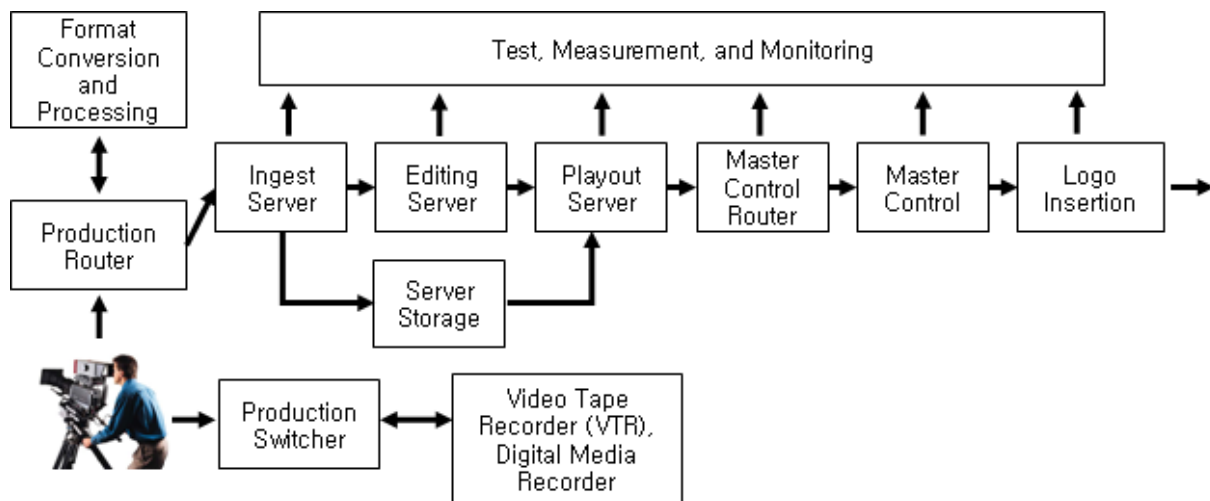 Format
Conversion
and
Processing
Test, Measurement, and Monitoring
Ingest
Server
Editing
Server
Playout
Server
Master
Control
Router
Master
Control
Logo
Insertion
Production
Router
Server
Storage
Production
Switcher
Video Tape
Recorder (VTR),
Digital Media
Recorder